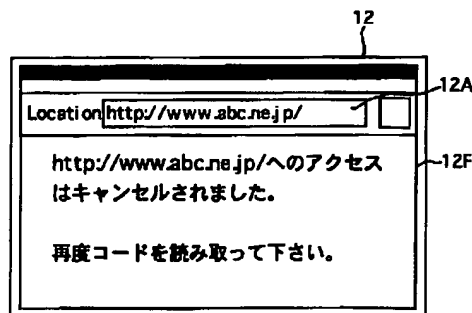 12
12A
Location http://www.abc.ne.jp/
12F
http://www.abc.ne.jp/へのアクセス
はキャンセルされました。
再度コードを読み取って下さい。